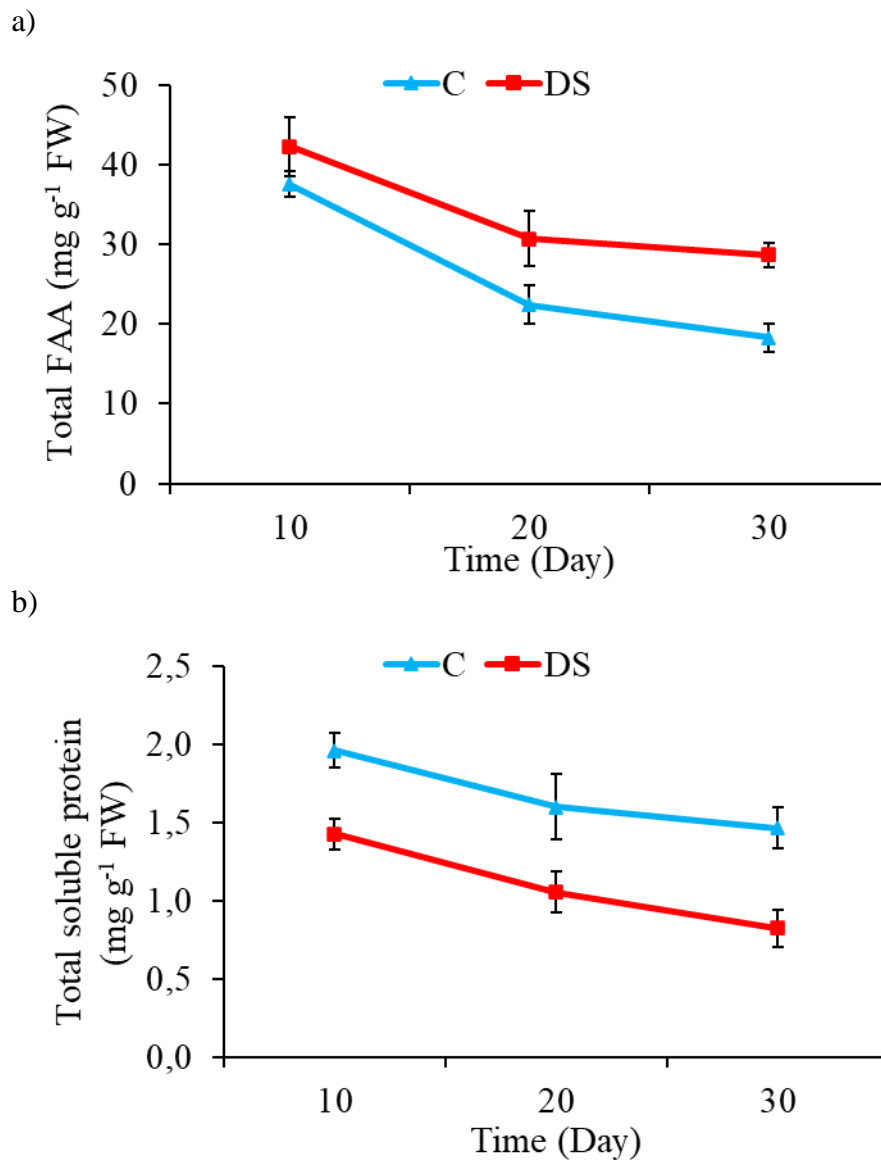 a)
C DS
Total FAA (mg g-1 FW)
50
40
30
20
10
0
10 20 30
Time (Day)
b)
C DS
Total soluble protein
(mg g-1 FW)
2,5
2,0
1,5
1,0
0,5
0,0
10 20 30
Time (Day)